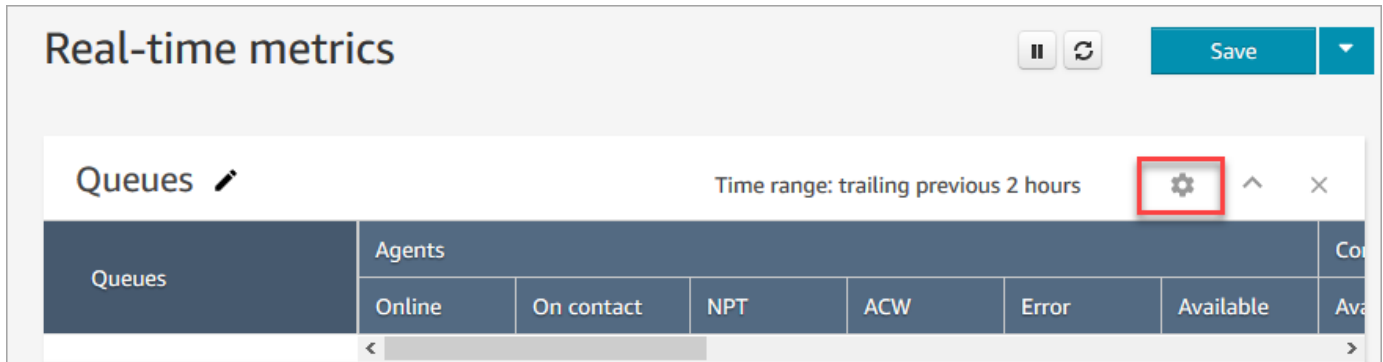 Real-time metrics
Save
Queues
Time range: trailing previous 2 hours
Queues
Agents
Online
On contact
NPT
ACW
Error
Available